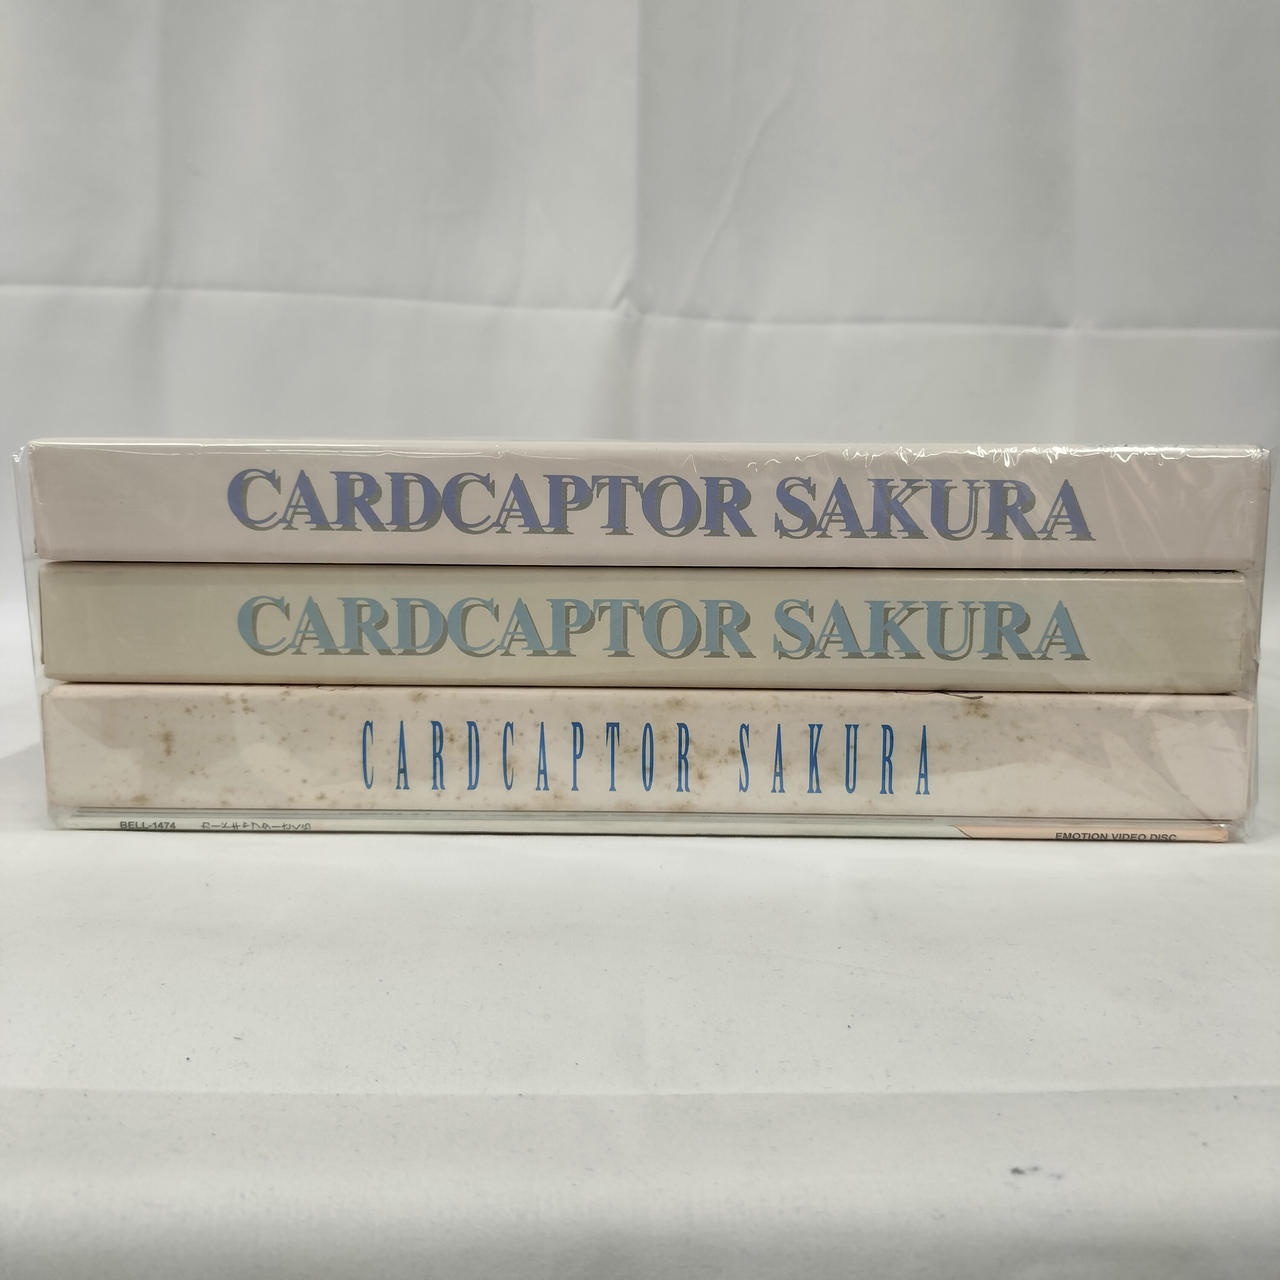 CARDCAPTOR SAKURA
CARDCAPTOR SAKURA
CARDCAPTOR SAKURA
BELL-1474
EMOTION VIDEO DISC